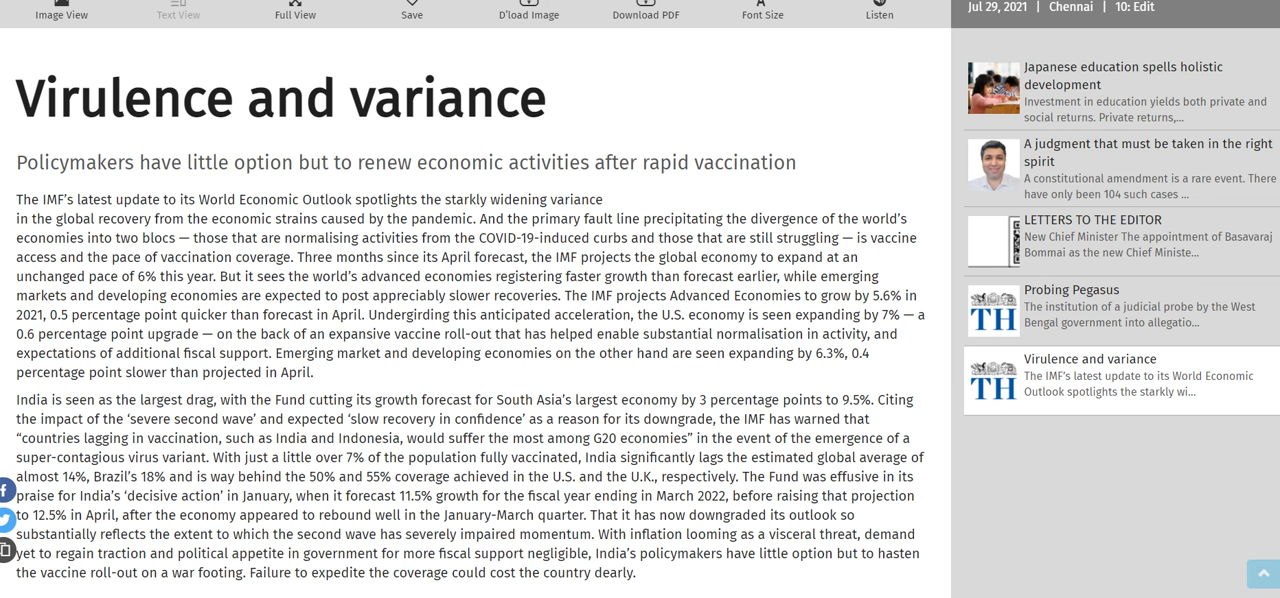 Image View
Text View
Full View
Save
D'load Image
Download PDF
Font Size
Listen
Jul 29, 2021 | Chennai | 10: Edit
Virulence and variance
Policymakers have little option but to renew economic activities after rapid vaccination
The IMF's latest update to its World Economic Outlook spotlights the starkly widening variance
in the global recovery from the economic strains caused by the pandemic. And the primary fault line precipitating the divergence of the world's
economies into two blocs — those that are normalising activities from the COVID-19-induced curbs and those that are still struggling — is vaccine
access and the pace of vaccination coverage. Three months since its April forecast, the IMF projects the global economy to expand at an
unchanged pace of 6% this year. But it sees the world's advanced economies registering faster growth than forecast earlier, while emerging
markets and developing economies are expected to post appreciably slower recoveries. The IMF projects Advanced Economies to grow by 5.6% in
2021, 0.5 percentage point quicker than forecast in April. Undergirding this anticipated acceleration, the U.S. economy is seen expanding by 7% — a
0.6 percentage point upgrade — on the back of an expansive vaccine roll-out that has helped enable substantial normalisation in activity, and
expectations of additional fiscal support. Emerging market and developing economies on the other hand are seen expanding by 6.3%, 0.4
percentage point slower than projected in April.
India is seen as the largest drag, with the Fund cutting its growth forecast for South Asia's largest economy by 3 percentage points to 9.5%. Citing
the impact of the 'severe second wave' and expected 'slow recovery in confidence' as a reason for its downgrade, the IMF has warned that
"countries lagging in vaccination, such as India and Indonesia, would suffer the most among G20 economies" in the event of the emergence of a
super-contagious virus variant. With just a little over 7% of the population fully vaccinated, India significantly lags the estimated global average of
almost 14%, Brazil's 18% and is way behind the 50% and 55% coverage achieved in the U.S. and the U.K., respectively. The Fund was effusive in its
praise for India's 'decisive action' in January, when it forecast 11.5% growth for the fiscal year ending in March 2022, before raising that projection
to 12.5% in April, after the economy appeared to rebound well in the January-March quarter. That it has now downgraded its outlook so
substantially reflects the extent to which the second wave has severely impaired momentum. With inflation looming as a visceral threat, demand
yet to regain traction and political appetite in government for more fiscal support negligible, India's policymakers have little option but to hasten
the vaccine roll-out on a war footing. Failure to expedite the coverage could cost the country dearly.
Japanese education spells holistic
development
Investment in education yields both private and
social returns. Private returns,...
A judgment that must be taken in the right
spirit
A constitutional amendment is a rare event. There
have only been 104 such cases ...
LETTERS TO THE EDITOR
New Chief Minister The appointment of Basavaraj
Bommai as the new Chief Ministe...
TH
Probing Pegasus
The institution of a judicial probe by the West
Bengal government into allegatio...
TH
Virulence and variance
The IMF's latest update to its World Economic
Outlook spotlights the starkly wi...